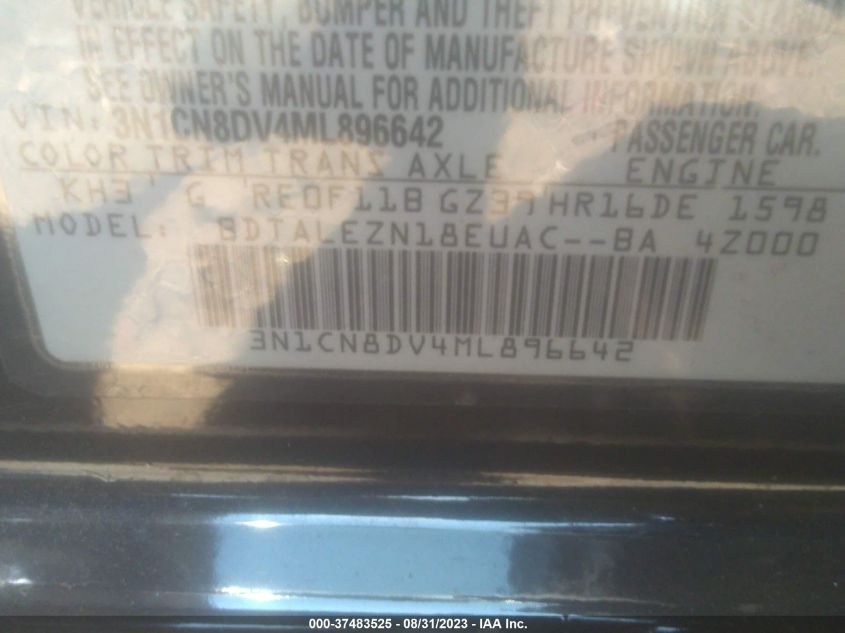 VEHICLE SAFETY, BUMPER AND THEFT PREVENTION STANDARDS
IN EFFECT ON THE DATE OF MANUFACTURE SHOWN ABOVE.
SEE OWNER'S MANUAL FOR ADDITIONAL INFORMATION.
VIN: 3N1CN8DV4ML896642 PASSENGER CAR.
COLOR TRIM TRANS AXLE ENGINE
KH3 G RE0F11B GZ39 HR16DE 1598
MODEL: BDTALEZN18EUAC--BA 4Z000
3N1CN8DV4ML896642
000-37483525 - 08/31/2023 - IAA Inc.